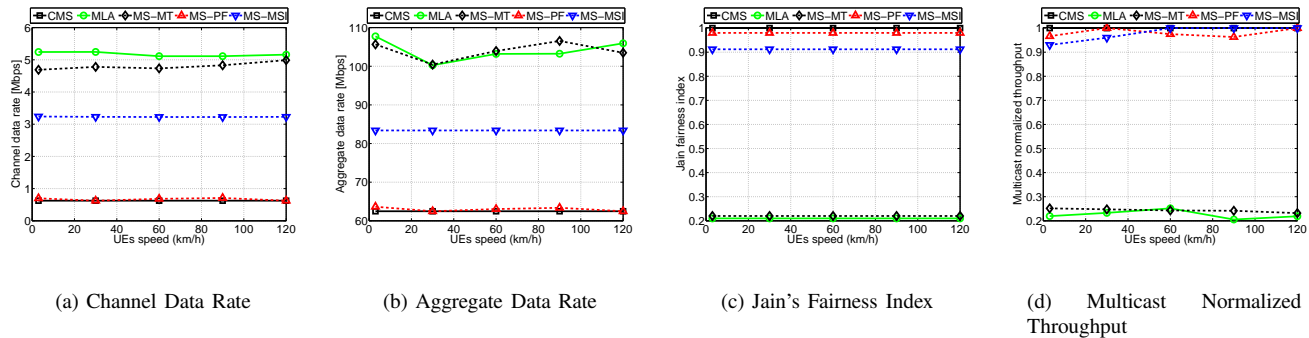 CMS MLA MS-MT MS-PF MS-MSI
6
5
4
3
2
1
0
Channel data rate [Mbps]
0 20 40 60 80 100 120
UEs speed (km/h)
(a) Channel Data Rate
CMS MLA MS-MT MS-PF MS-MSI
110
100
90
80
70
60
Aggregate data rate [Mbps]
0 20 40 60 80 100 120
UEs speed (km/h)
(b) Aggregate Data Rate
CMS MLA MS-MT MS-PF MS-MSI
1
0.9
0.8
0.7
0.6
0.5
0.4
0.3
0.2
Jain fairness index
0 20 40 60 80 100 120
UEs speed (km/h)
(c) Jain's Fairness Index
CMS MLA MS-MT MS-PF MS-MSI
1
0.9
0.8
0.7
0.6
0.5
0.4
0.3
0.2
Multicast normalized throughput
0 20 40 60 80 100 120
UEs speed (km/h)
(d) Multicast Normalized
Throughput